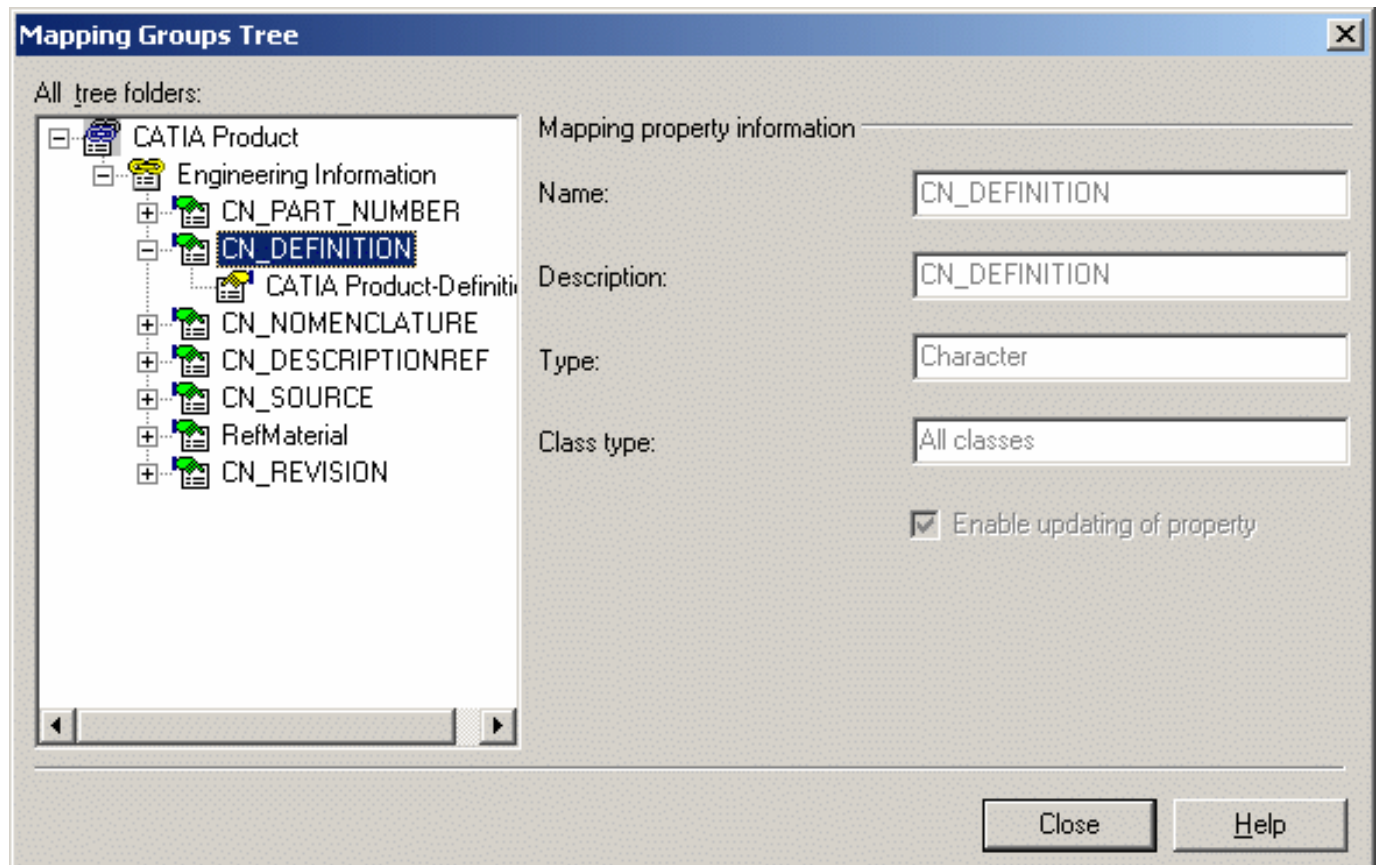 Mapping Groups Tree
All tree folders:
CATIA Product
Engineering Information
CN_PART_NUMBER
CN_DEFINITION
CATIA Product-Definiti
CN_NOMENCLATURE
CN_DESCRIPTIONREF
CN_SOURCE
RefMaterial
CN_REVISION
Mapping property information
Name:
CN_DEFINITION
Description:
CN_DEFINITION
Type:
Character
Class type:
All classes
Enable updating of property
Close
Help